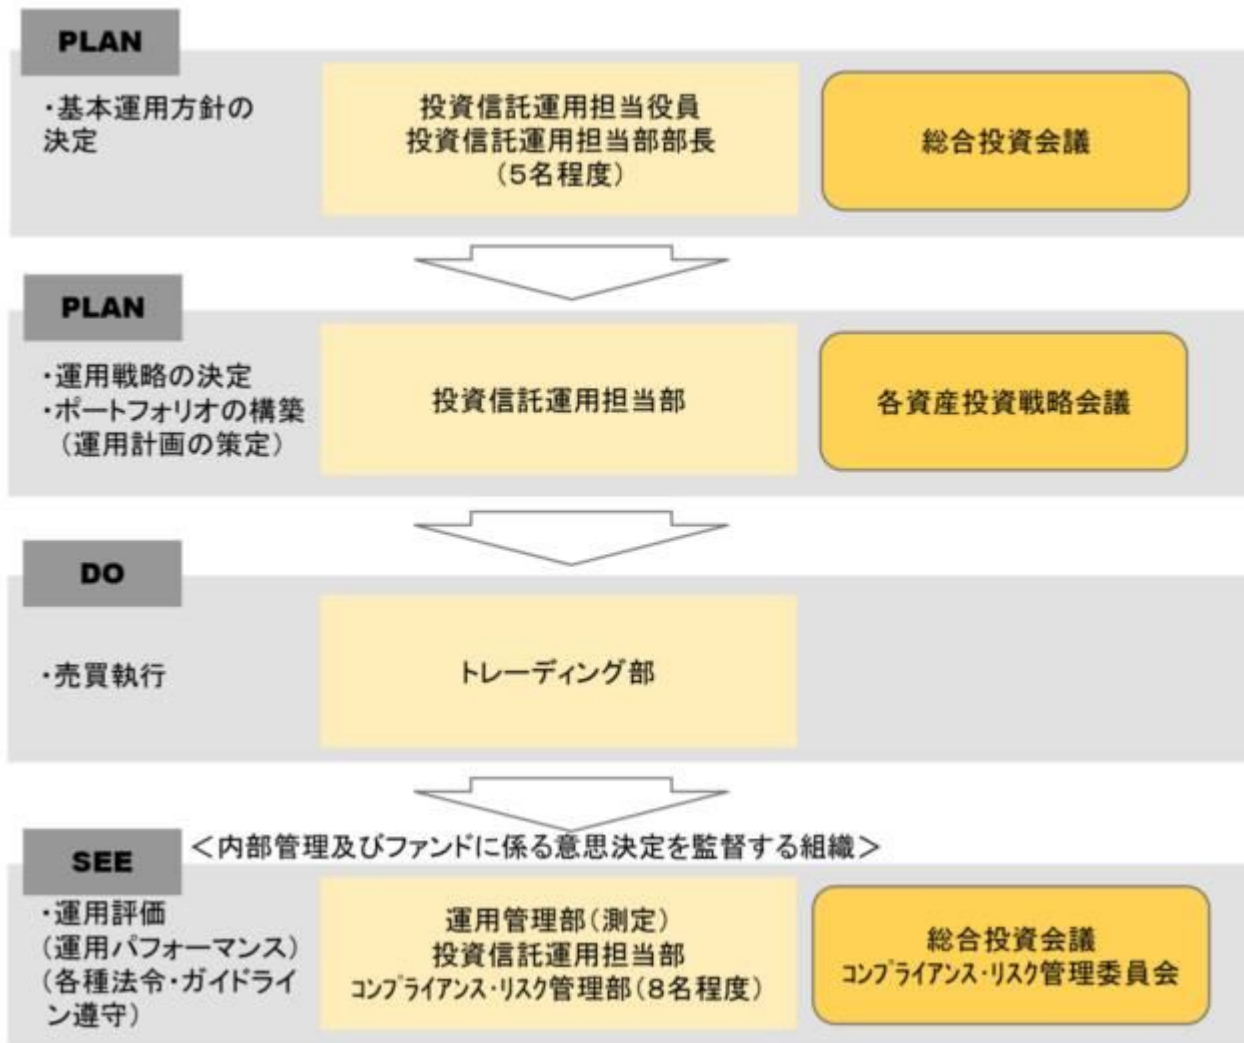 PLAN
・基本運用方針の
決定
投資信託運用担当役員
投資信託運用担当部部長
(5名程度)
総合投資会議
PLAN
・運用戦略の決定
・ポートフォリオの構築
(運用計画の策定)
投資信託運用担当部
各資産投資戦略会議
DO
・売買執行
トレーディング部
SEE
<内部管理及びファンドに係る意思決定を監督する組織>
・運用評価
(運用パフォーマンス)
(各種法令・ガイドライ
ン遵守)
運用管理部(測定)
投資信託運用担当部
コンプライアンス・リスク管理部(8名程度)
総合投資会議
コンプライアンス・リスク管理委員会